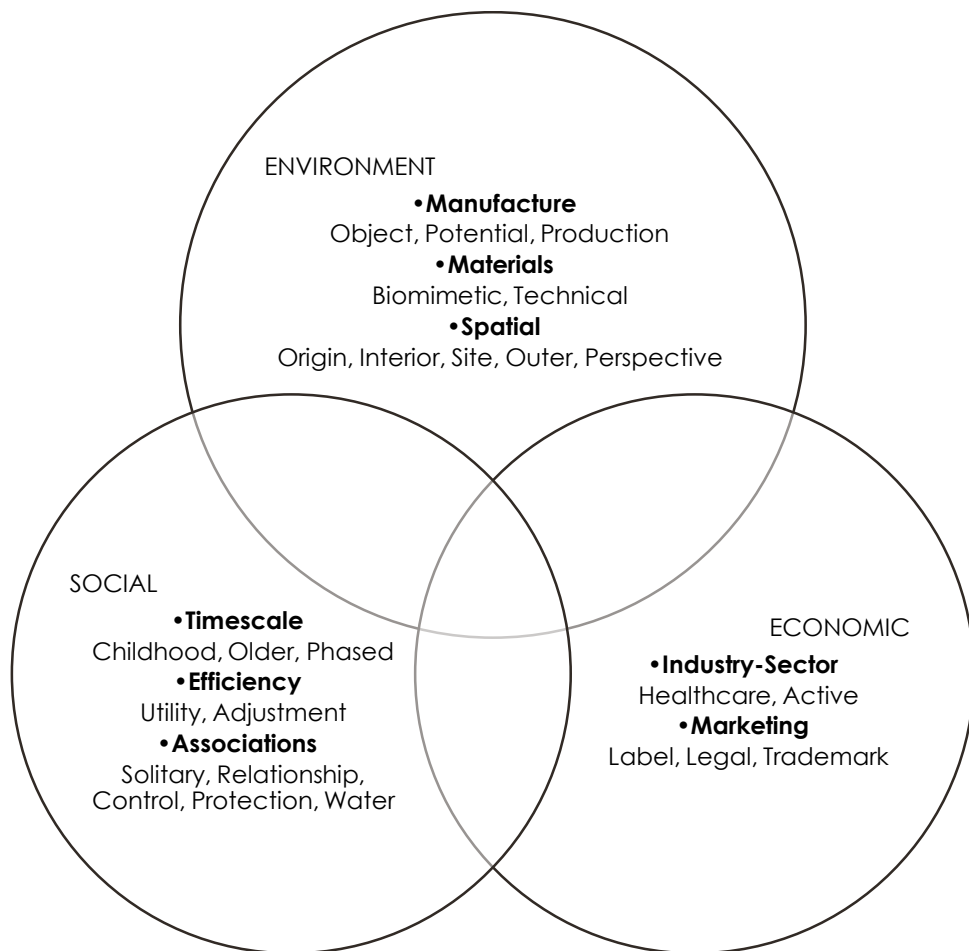 ENVIRONMENT
•Manufacture
Object, Potential, Production
•Materials
Biomimetic, Technical
•Spatial
Origin, Interior, Site, Outer, Perspective
SOCIAL
•Timescale
Childhood, Older, Phased
•Efficiency
Utility, Adjustment
•Associations
Solitary, Relationship,
Control, Protection, Water
ECONOMIC
•Industry-Sector
Healthcare, Active
•Marketing
Label, Legal, Trademark